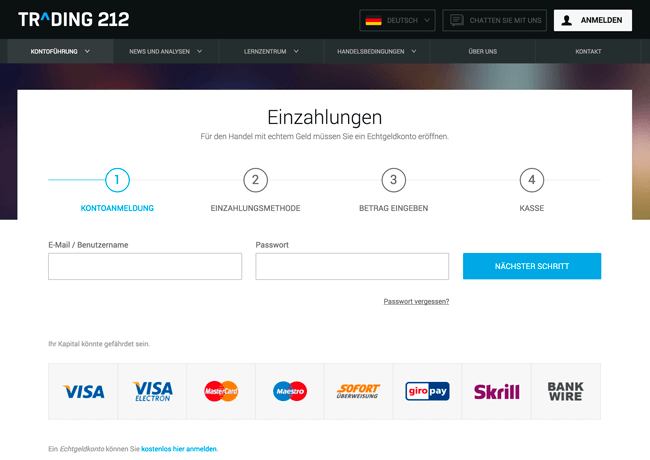 TRADING 212
DEUTSCH
CHATTEN SIE MIT UNS
ANMELDEN
KONTOFÜHRUNG
NEWS UND ANALYSEN
LERNZENTRUM
HANDELSBEDINGUNGEN
ÜBER UNS
KONTAKT
Einzahlungen
Für den Handel mit echtem Geld müssen Sie ein Echtgeldkonto eröffnen.
1
2
3
4
KONTOANMELDUNG
EINZAHLUNGSMETHODE
BETRAG EINGEBEN
KASSE
E-Mail / Benutzername
Passwort
NÄCHSTER SCHRITT
Passwort vergessen?
Ihr Kapital könnte gefährdet sein.
VISA
VISA
ELECTRON
MasterCard
Maestro
SOFORT
ÜBERWEISUNG
giropay
Skrill
BANK
WIRE
Ein Echtgeldkonto können Sie kostenlos hier anmelden.